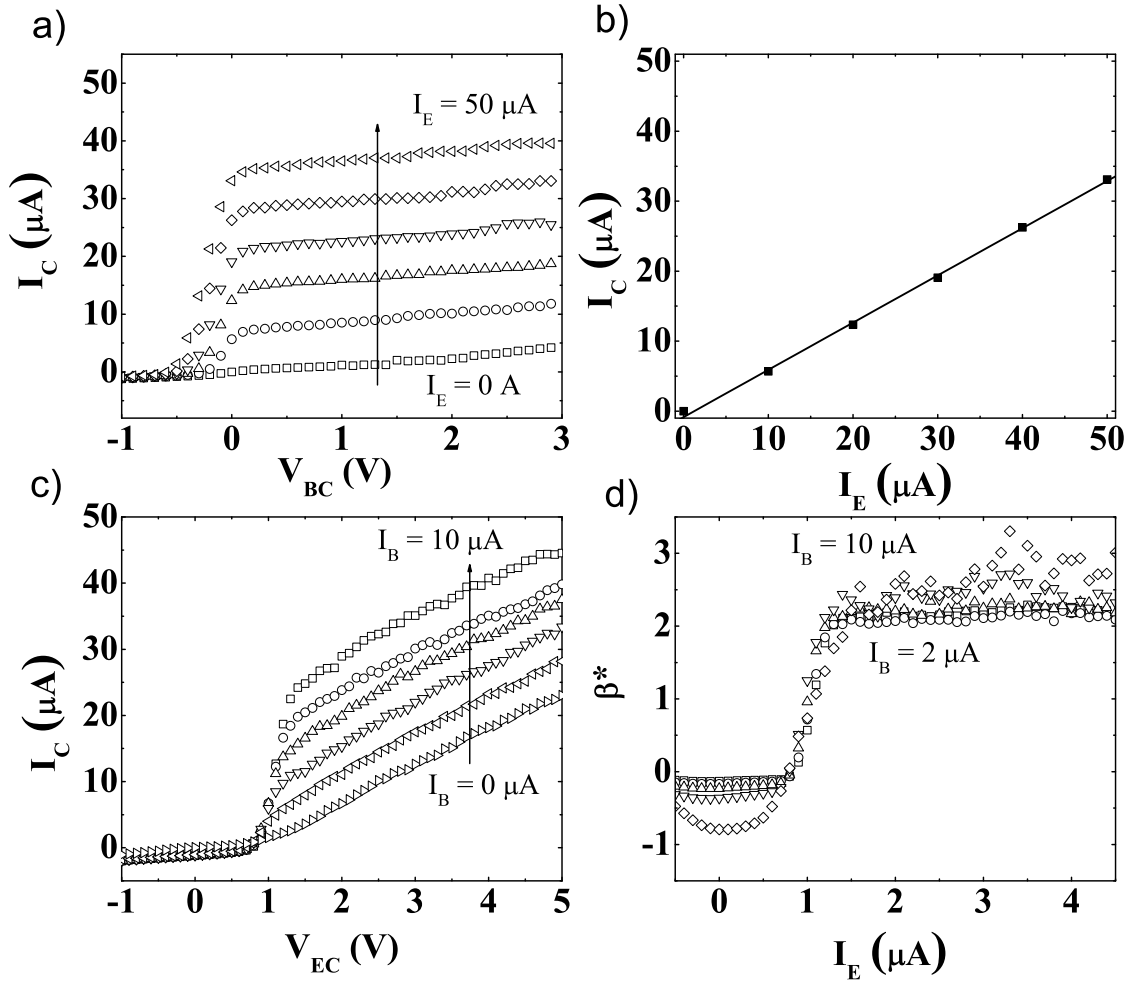 a)
50
40
30
20
10
0
I_C (μA)
I_E = 50 μA
I_E = 0 A
-1 0 1 2 3
V_BC (V)
b)
50
40
30
20
10
0
I_C (μA)
0 10 20 30 40 50
I_E (μA)
c)
50
40
30
20
10
0
I_C (μA)
I_B = 10 μA
I_B = 0 μA
-1 0 1 2 3 4 5
V_EC (V)
d)
3
2
1
0
-1
β*
I_B = 10 μA
I_B = 2 μA
0 1 2 3 4
I_E (μA)